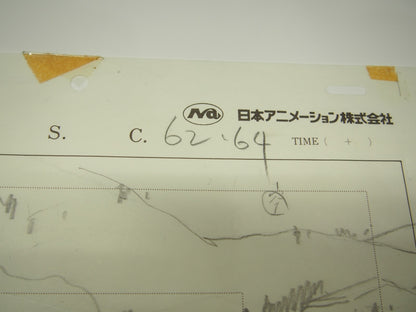 Na 日本アニメーション株式会社
S. C. 62・64 TIME ( + )